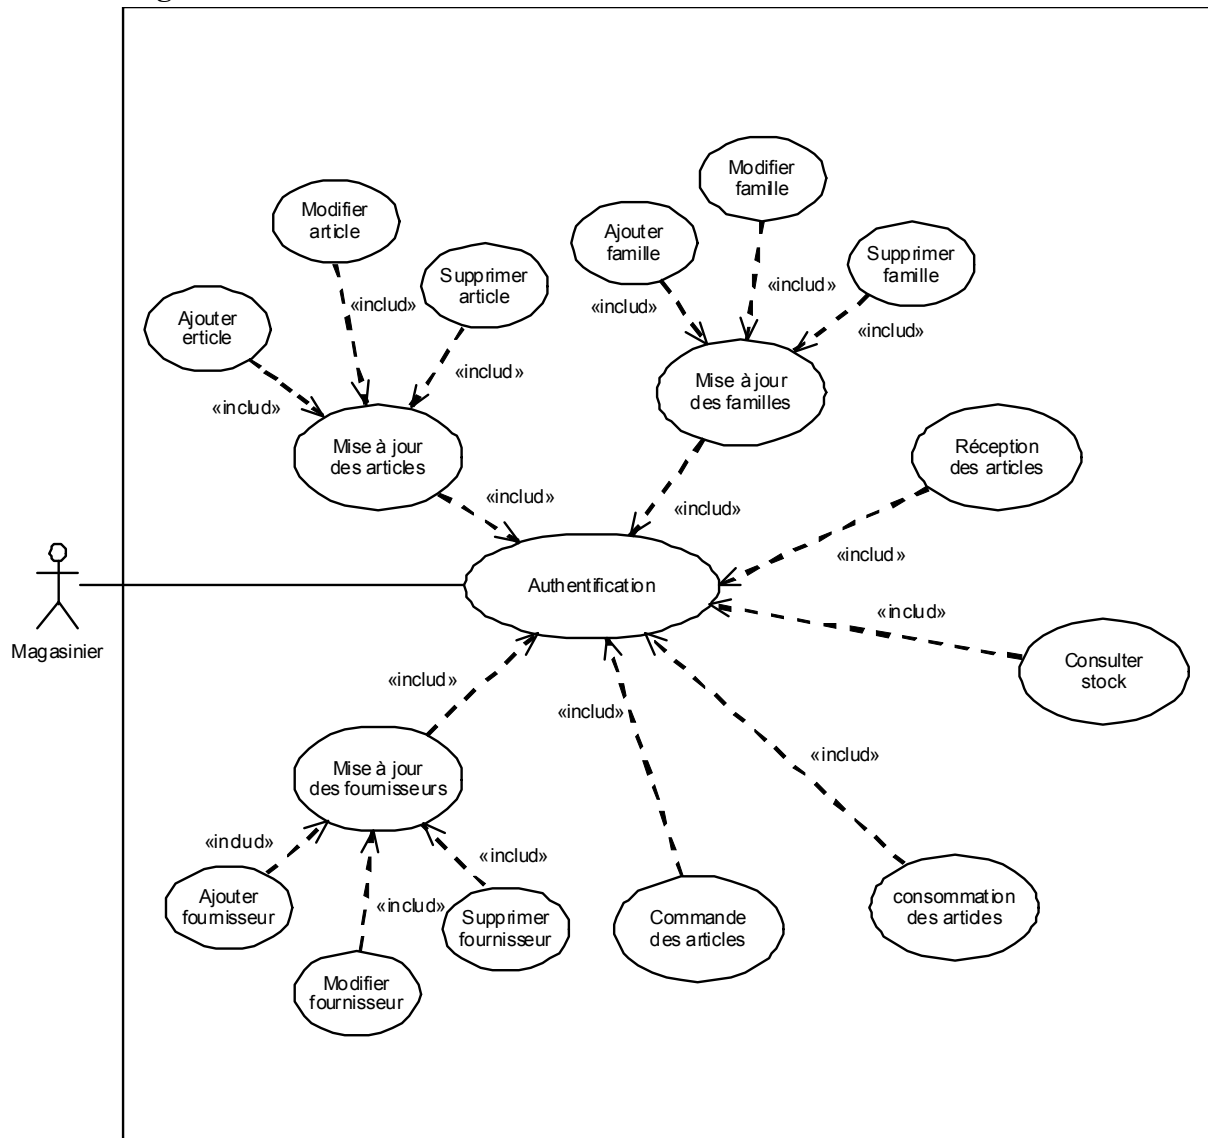 Modifier
famille
Modifier
article
Ajouter
famille
Supprimer
famille
Supprimer
article
«includ»
«includ»
«includ»
Ajouter
erticle
«includ»
«includ»
«includ»
«includ»
Mise à jour
des familles
Mise à jour
des articles
Réception
des articles
«includ»
«includ»
«includ»
Authentification
«includ»
Magasinier
Consulter
stock
«includ»
«includ»
«includ»
Mise à jour
des fournisseurs
«includ»
«includ»
«includ»
Ajouter
fournisseur
«includ»
Supprimer
fournisseur
Commande
des articles
consommation
des articles
Modifier
fournisseur